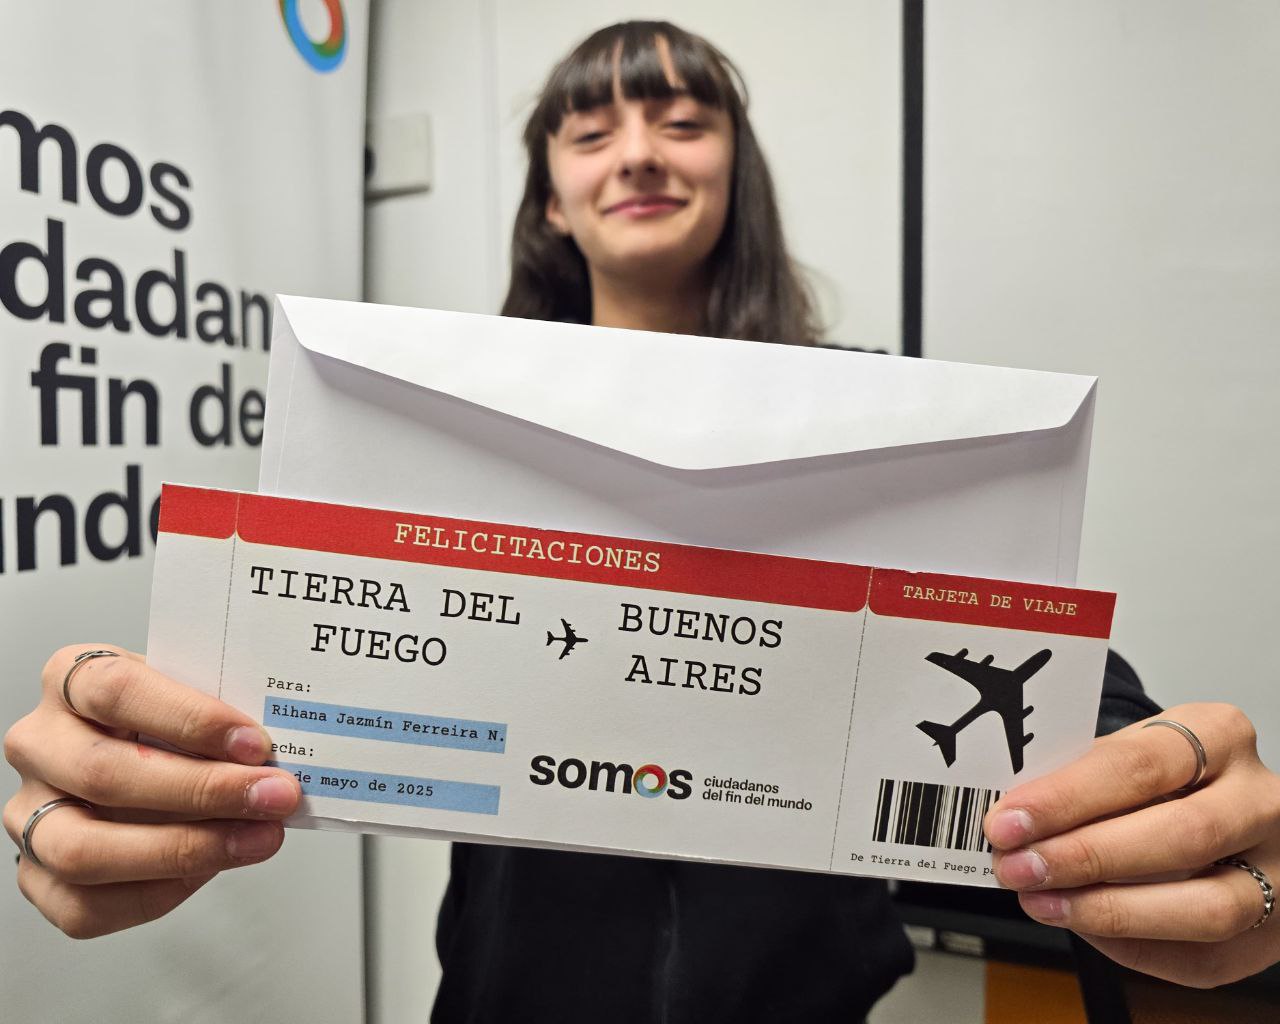 mos
dadan
fin de
undo
FELICITACIONES
TARJETA DE VIAJE
TIERRA DEL
FUEGO
BUENOS
AIRES
Para:
Rihana Jazmín Ferreira N.
echa:
de mayo de 2025
somos
ciudadanos
del fin del mundo
De Tierra del Fuego